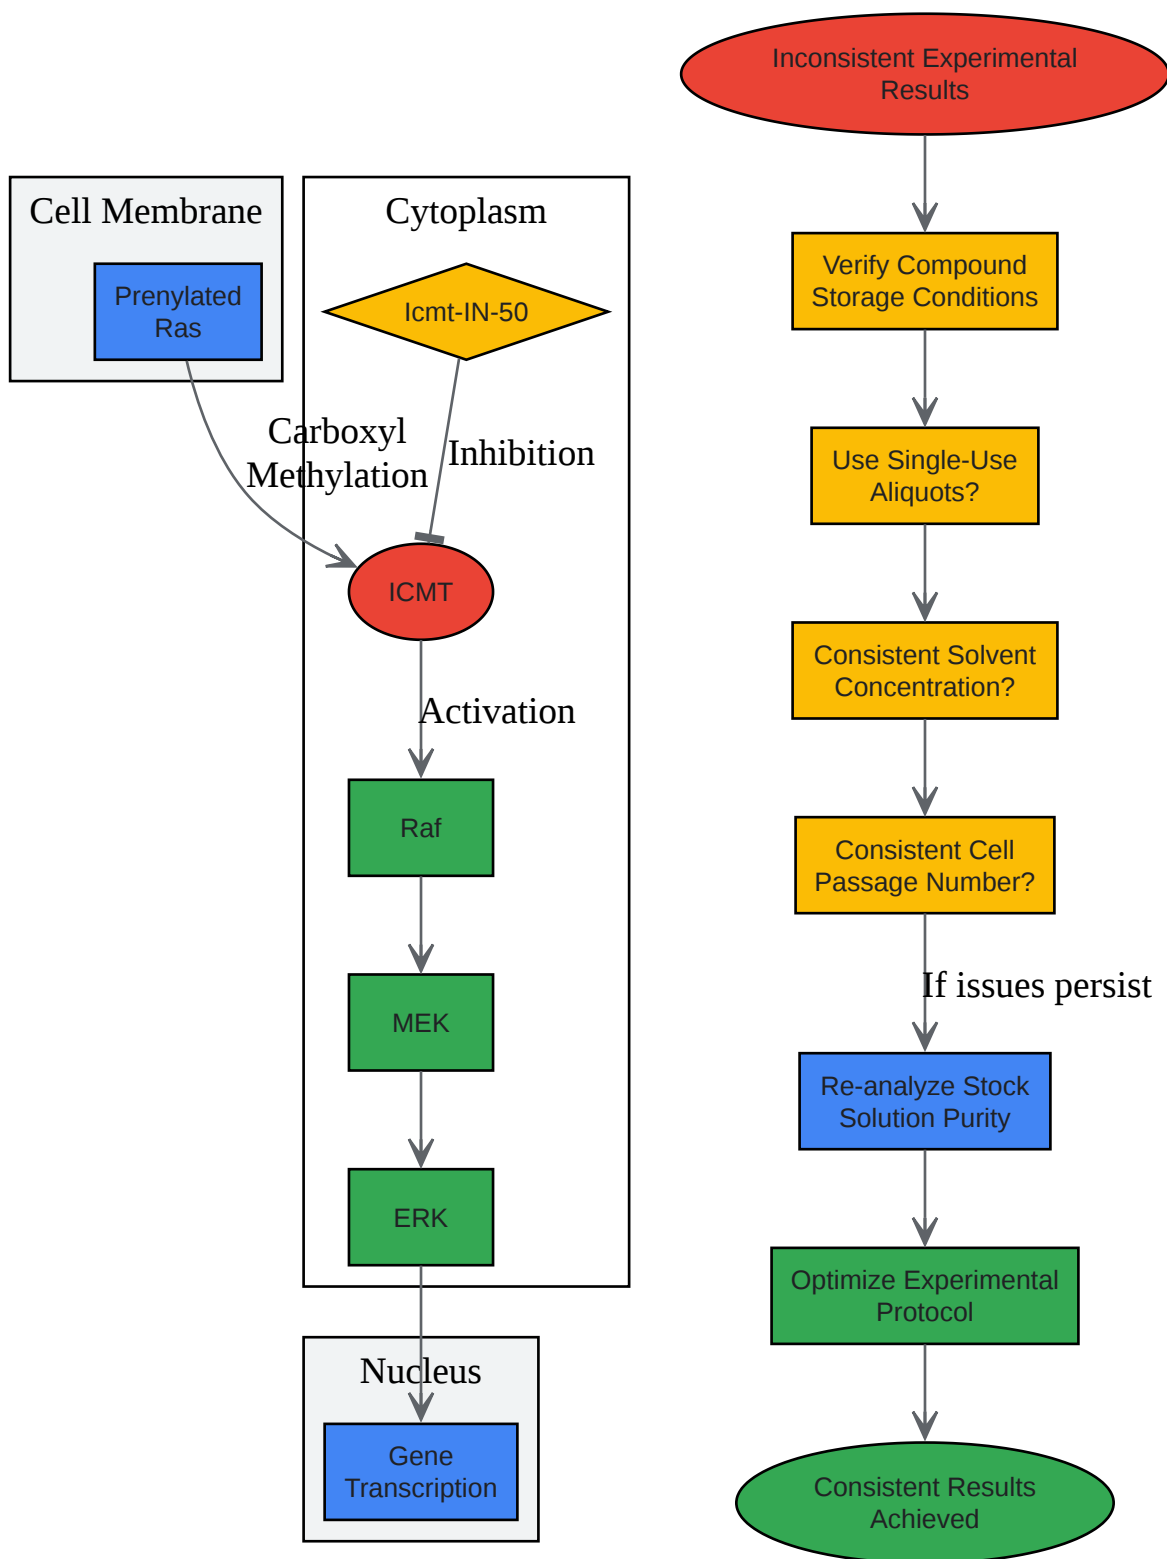 Cell Membrane
Prenylated
Ras
Cytoplasm
Icmt-IN-50
Carboxyl
Methylation
Inhibition
ICMT
Activation
Raf
MEK
ERK
Nucleus
Gene
Transcription
Inconsistent Experimental
Results
Verify Compound
Storage Conditions
Use Single-Use
Aliquots?
Consistent Solvent
Concentration?
Consistent Cell
Passage Number?
If issues persist
Re-analyze Stock
Solution Purity
Optimize Experimental
Protocol
Consistent Results
Achieved